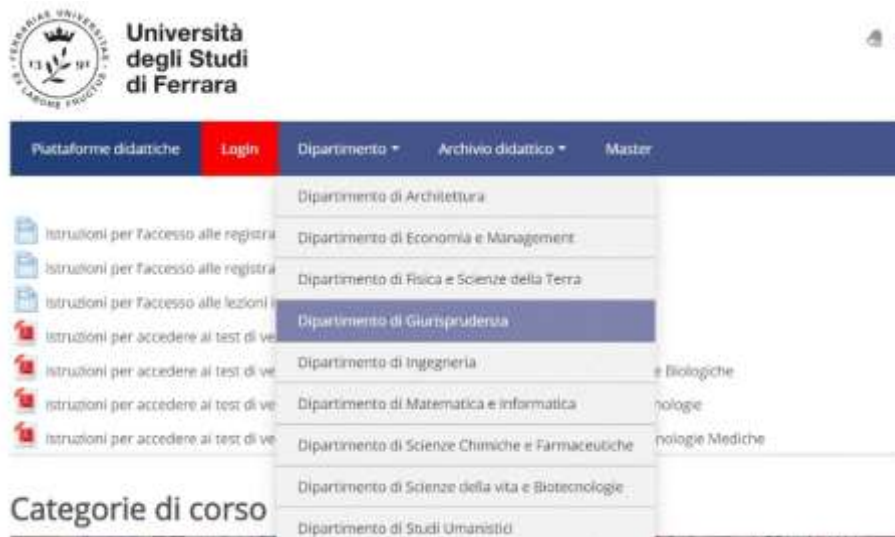 Università
degli Studi
di Ferrara
Piattaforme didattiche
Login
Dipartimento
Archivio didattico
Master
Dipartimento di Architettura
Dipartimento di Economia e Management
Dipartimento di Fisica e Scienze della Terra
Dipartimento di Giurisprudenza
Dipartimento di Ingegneria
Dipartimento di Matematica e Informatica
Dipartimento di Scienze Chimiche e Farmaceutiche
Dipartimento di Scienze della vita e Biotecnologie
Dipartimento di Studi Umanistici
Istruzioni per l'accesso alle registra
Istruzioni per l'accesso alle registra
Istruzioni per l'accesso alle lezioni
Istruzioni per accedere ai test di ve
Istruzioni per accedere ai test di ve e Biologiche
Istruzioni per accedere ai test di ve nologie
Istruzioni per accedere ai test di ve nologie Mediche
Categorie di corso